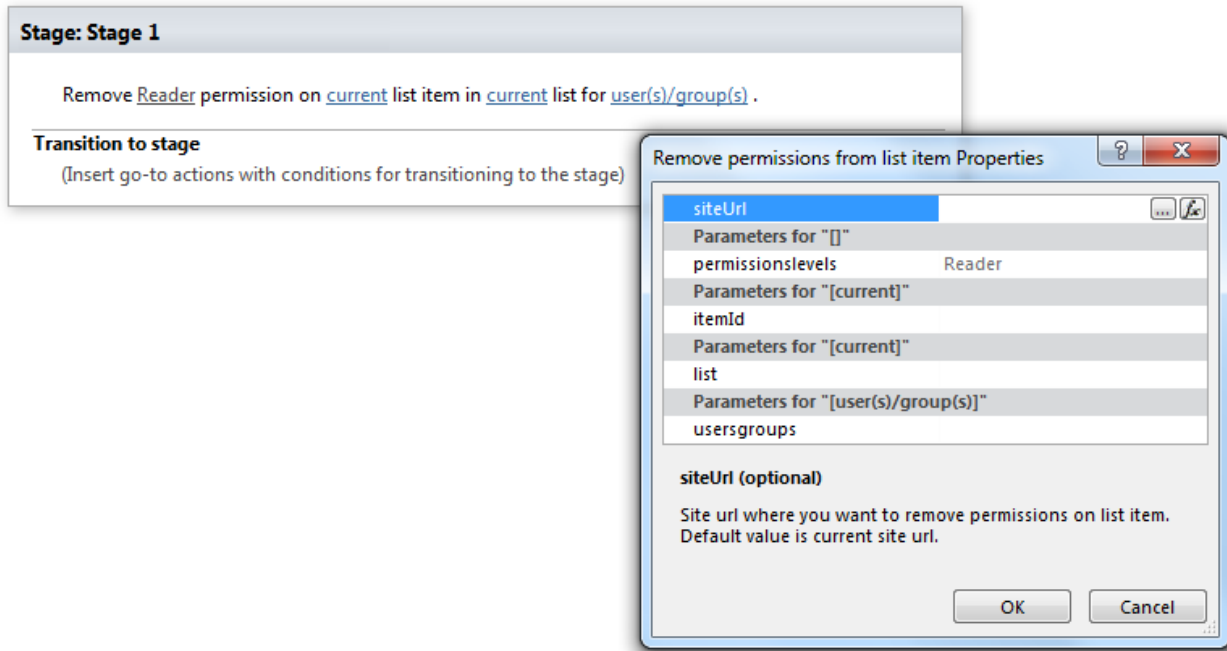 Stage: Stage 1
Remove Reader permission on current list item in current list for user(s)/group(s) .
Transition to stage
(Insert go-to actions with conditions for transitioning to the stage)
Remove permissions from list item Properties
?
X
siteUrl ... fx
Parameters for "[]"
permissionslevels Reader
Parameters for "[current]"
itemId
Parameters for "[current]"
list
Parameters for "[user(s)/group(s)]"
usersgroups
siteUrl (optional)
Site url where you want to remove permissions on list item.
Default value is current site url.
OK Cancel